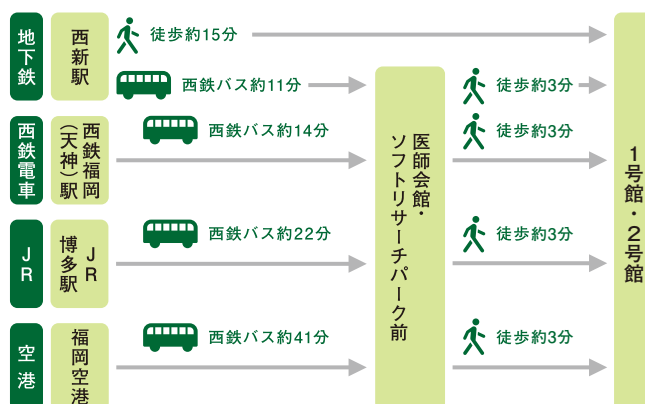 地下鉄
西新駅
徒歩約15分
西鉄バス約11分
徒歩約3分
西鉄電車
西鉄福岡
(天神)駅
西鉄バス約14分
徒歩約3分
JR
JR
博多駅
西鉄バス約22分
徒歩約3分
空港
福岡空港
西鉄バス約41分
徒歩約3分
医師会館・
ソフトリサーチパーク前
1号館・2号館